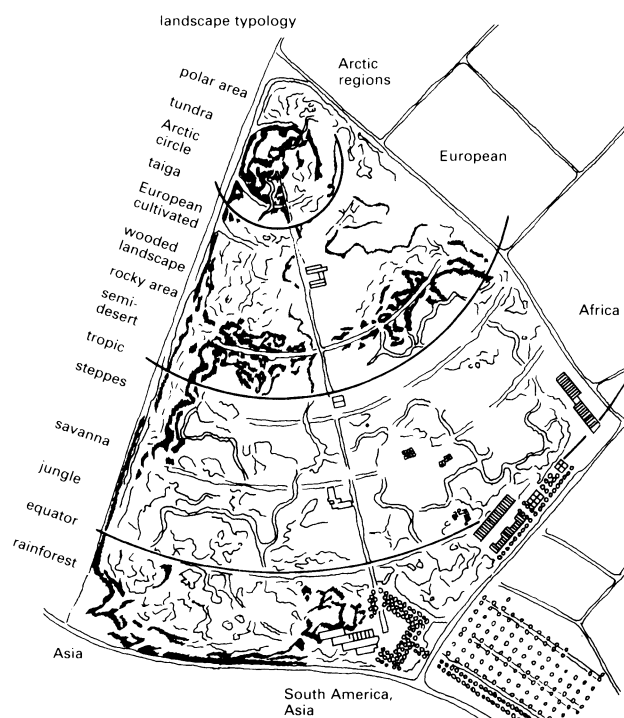 landscape typology
Arctic
regions
polar area
tundra
Arctic
circle
European
taiga
European
cultivated
wooded
landscape
rocky area
semi-
desert
Africa
tropic
steppes
savanna
jungle
equator
rainforest
Asia
South America,
Asia